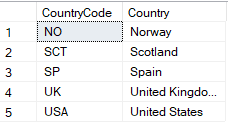 CountryCode Country
1 NO Norway
2 SCT Scotland
3 SP Spain
4 UK United Kingdo...
5 USA United States